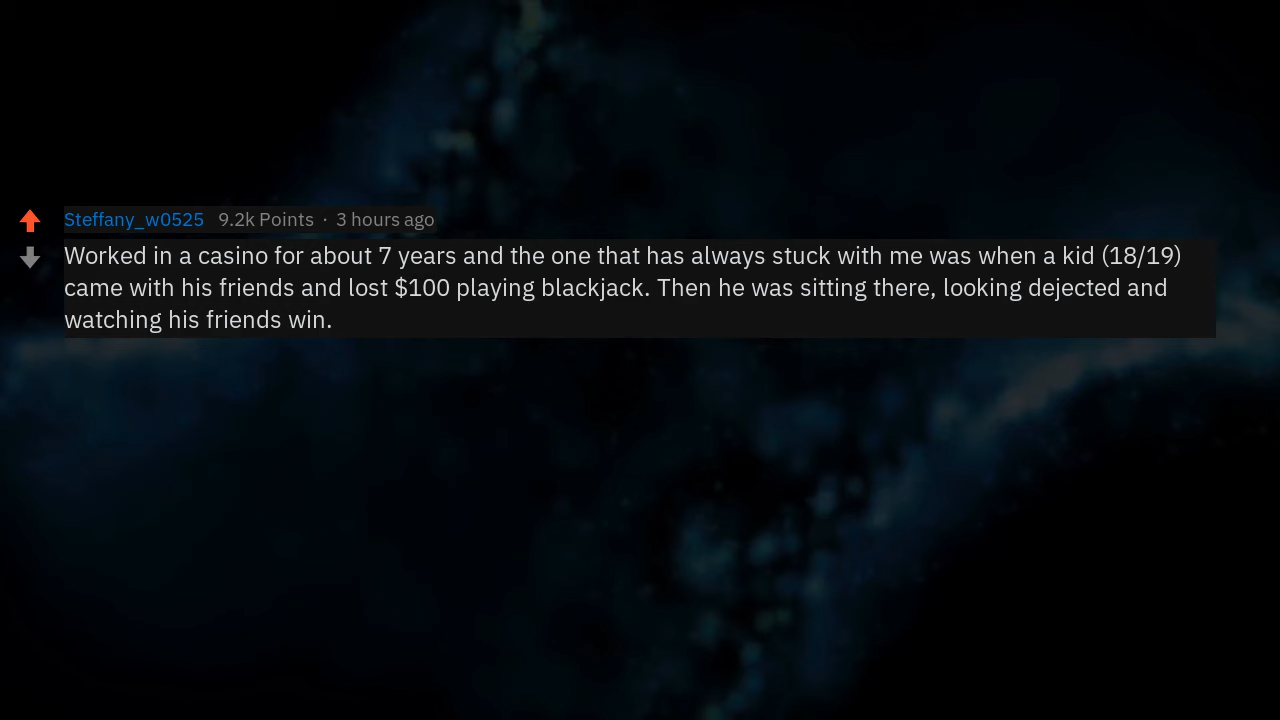 Steffany_w0525 9.2k Points · 3 hours ago
Worked in a casino for about 7 years and the one that has always stuck with me was when a kid (18/19)
came with his friends and lost $100 playing blackjack. Then he was sitting there, looking dejected and
watching his friends win.